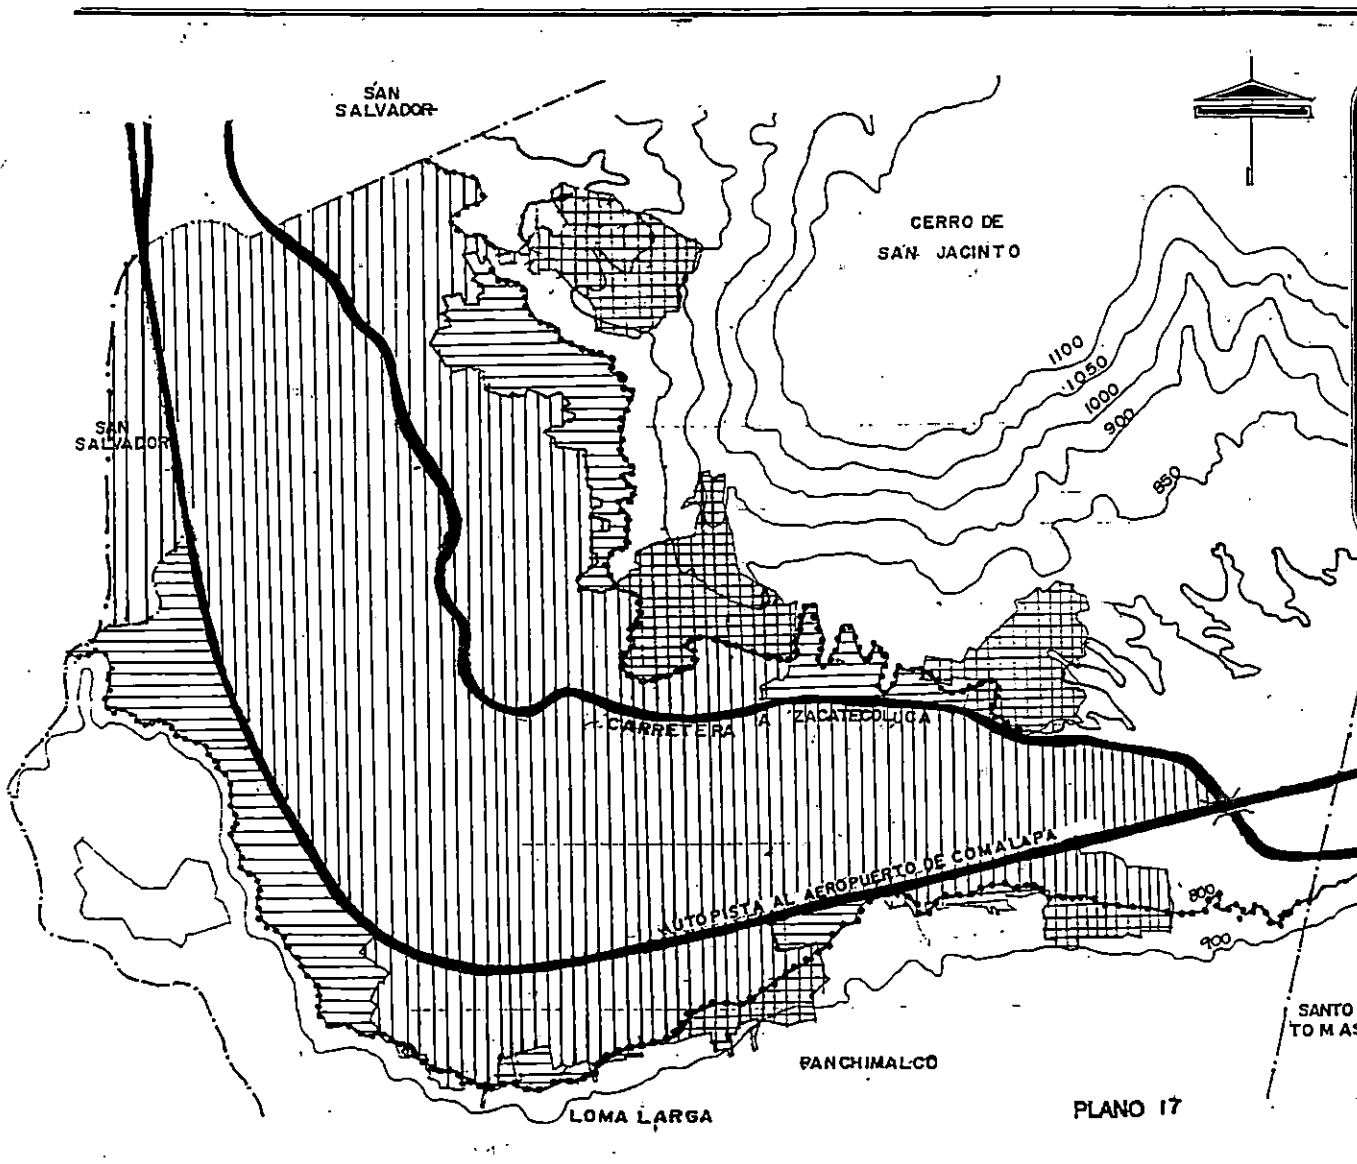 SAN
SALVADOR
CERRO DE
SAN JACINTO
1100
1050
1000
900
850
SAN
SALVADOR
CARRETERA A ZACATECOLUCA
AUTOPISTA AL AEROPUERTO DE COMALAPA
800
900
SANTO
TOMAS
PANCHIMALCO
LOMA LARGA
PLANO 17